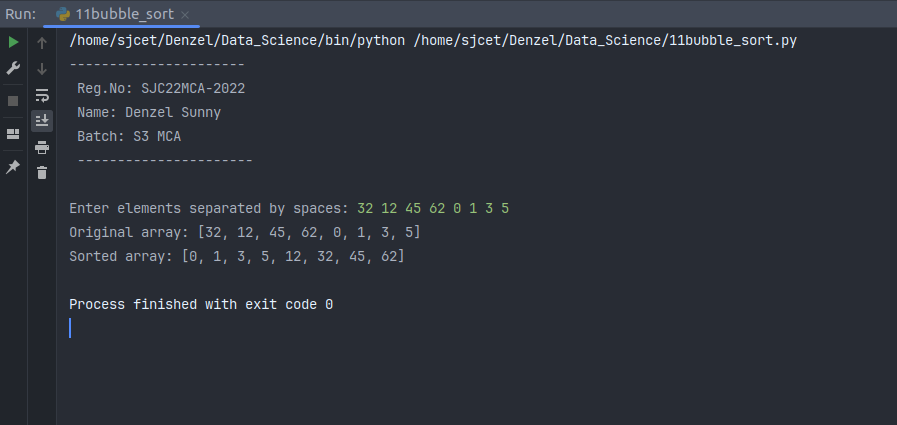 Run: 11bubble_sort ×
/home/sjcet/Denzel/Data_Science/bin/python /home/sjcet/Denzel/Data_Science/11bubble_sort.py
----------------------
Reg.No: SJC22MCA-2022
Name: Denzel Sunny
Batch: S3 MCA
----------------------
Enter elements separated by spaces: 32 12 45 62 0 1 3 5
Original array: [32, 12, 45, 62, 0, 1, 3, 5]
Sorted array: [0, 1, 3, 5, 12, 32, 45, 62]
Process finished with exit code 0